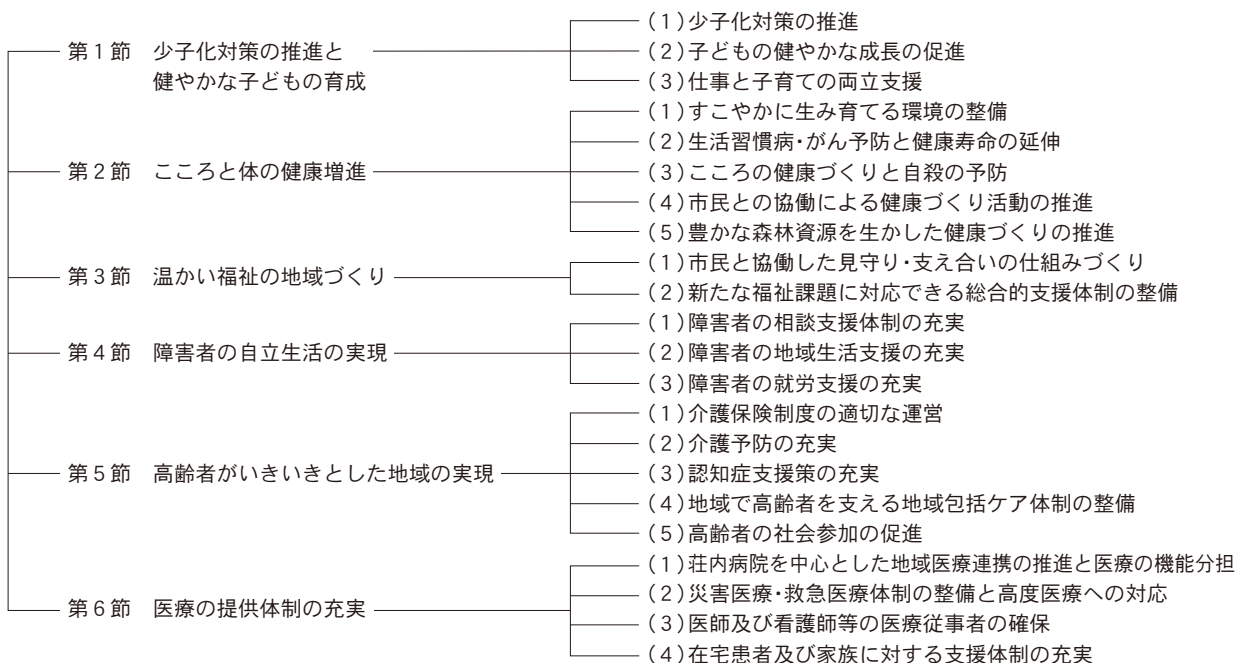 第1節 少子化対策の推進と
健やかな子どもの育成
(1)少子化対策の推進
(2)子どもの健やかな成長の促進
(3)仕事と子育ての両立支援
第2節 こころと体の健康増進
(1)すこやかに生み育てる環境の整備
(2)生活習慣病・がん予防と健康寿命の延伸
(3)こころの健康づくりと自殺の予防
(4)市民との協働による健康づくり活動の推進
(5)豊かな森林資源を生かした健康づくりの推進
第3節 温かい福祉の地域づくり
(1)市民と協働した見守り・支え合いの仕組みづくり
(2)新たな福祉課題に対応できる総合的支援体制の整備
第4節 障害者の自立生活の実現
(1)障害者の相談支援体制の充実
(2)障害者の地域生活支援の充実
(3)障害者の就労支援の充実
第5節 高齢者がいきいきとした地域の実現
(1)介護保険制度の適切な運営
(2)介護予防の充実
(3)認知症支援策の充実
(4)地域で高齢者を支える地域包括ケア体制の整備
(5)高齢者の社会参加の促進
第6節 医療の提供体制の充実
(1)荘内病院を中心とした地域医療連携の推進と医療の機能分担
(2)災害医療・救急医療体制の整備と高度医療への対応
(3)医師及び看護師等の医療従事者の確保
(4)在宅患者及び家族に対する支援体制の充実